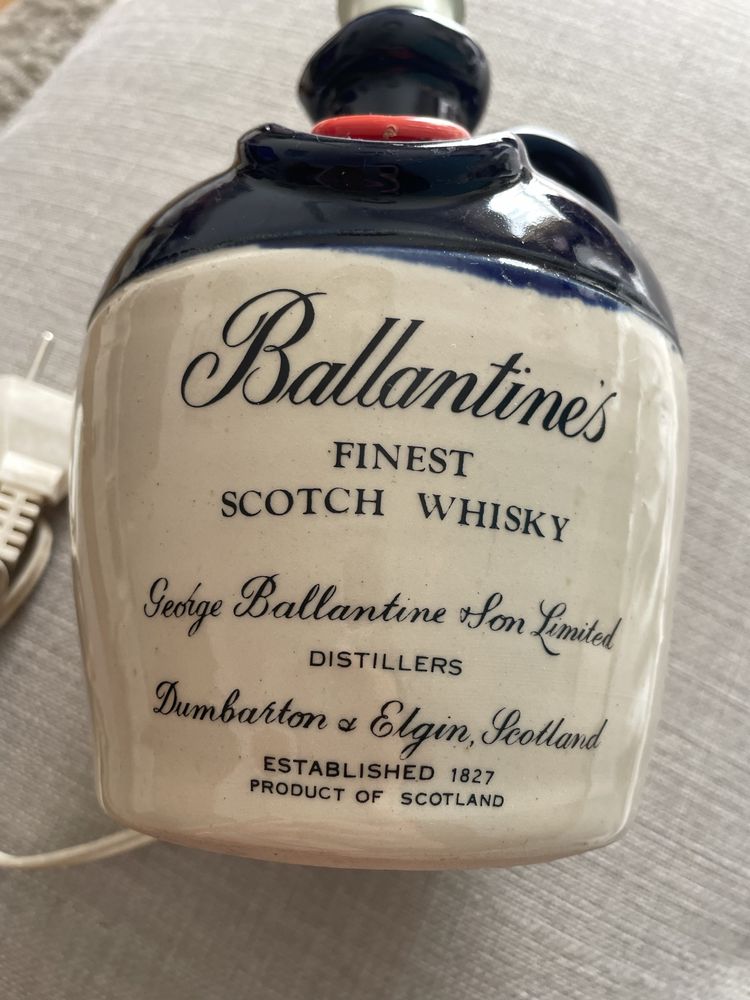 Ballantine's
FINEST
SCOTCH WHISKY
George Ballantine & Son Limited
DISTILLERS
Dumbarton & Elgin, Scotland
ESTABLISHED 1827
PRODUCT OF SCOTLAND